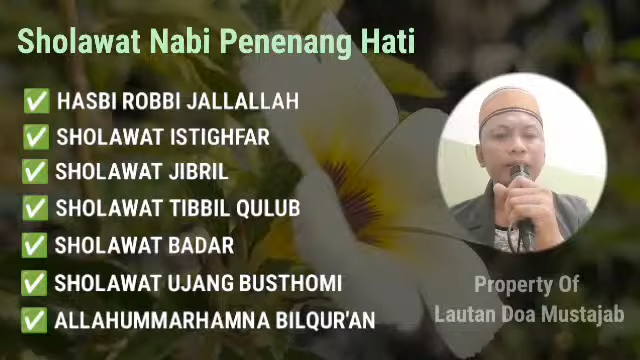 Sholawat Nabi Penenang Hati
✅ HASBI ROBBI JALLALLAH
✅ SHOLAWAT ISTIGHFAR
✅ SHOLAWAT JIBRIL
✅ SHOLAWAT TIBBIL QULUB
✅ SHOLAWAT BADAR
✅ SHOLAWAT UJANG BUSTHOMI
✅ ALLAHUMMARHAMNA BILQUR'AN
Property Of
Lautan Doa Mustajab